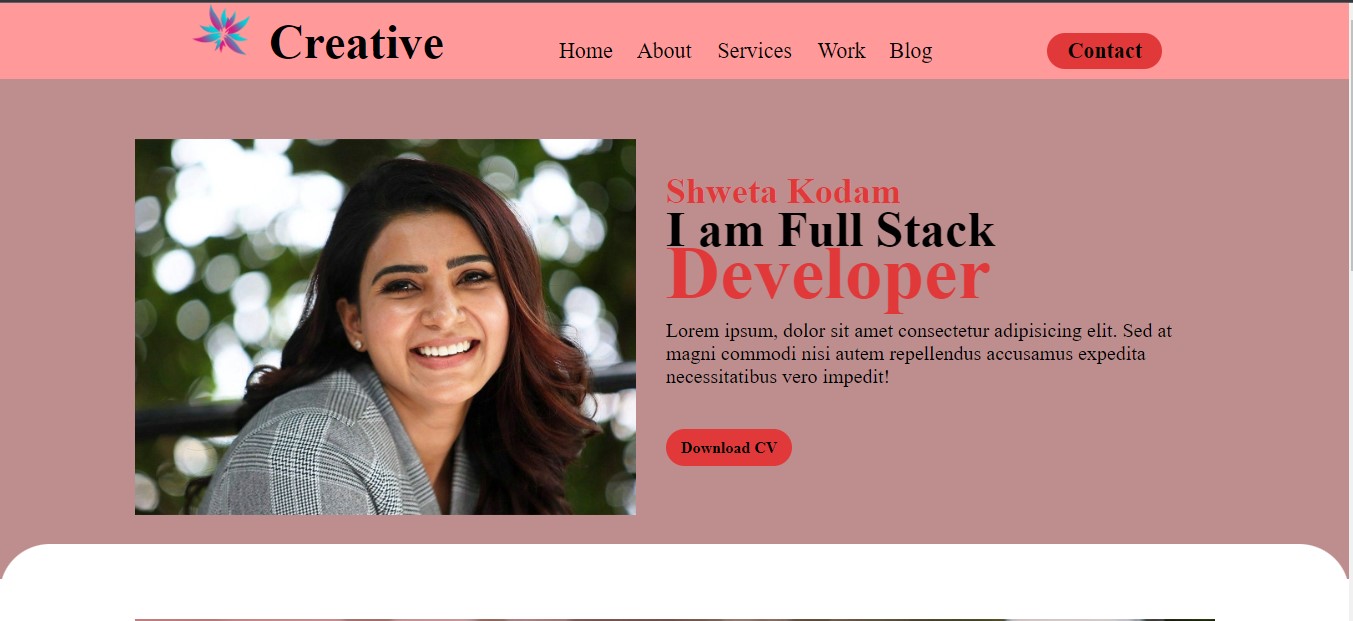 Creative
Home About Services Work Blog
Contact
Shweta Kodam
I am Full Stack
Developer
Lorem ipsum, dolor sit amet consectetur adipisicing elit. Sed at
magni commodi nisi autem repellendus accusamus expedita
necessitatibus vero impedit!
Download CV